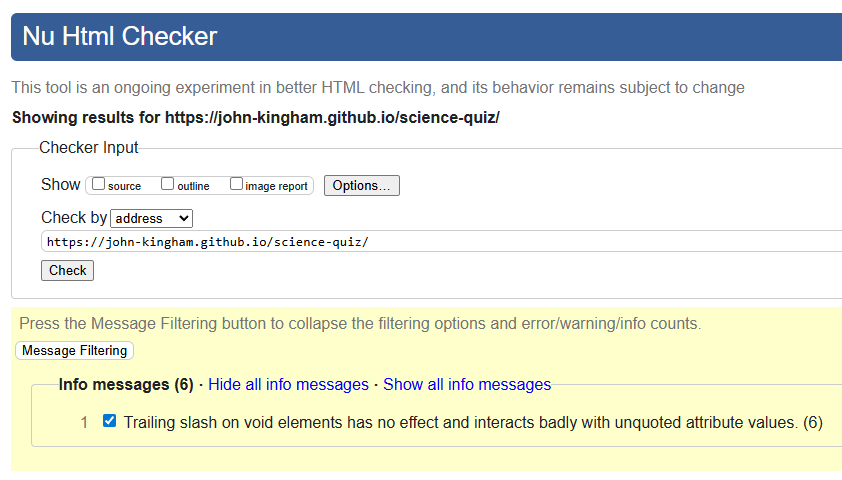 Nu Html Checker
This tool is an ongoing experiment in better HTML checking, and its behavior remains subject to change
Showing results for https://john-kingham.github.io/science-quiz/
Checker Input
Show source outline image report Options...
Check by address
https://john-kingham.github.io/science-quiz/
Check
Press the Message Filtering button to collapse the filtering options and error/warning/info counts.
Message Filtering
Info messages (6) · Hide all info messages · Show all info messages
1 Trailing slash on void elements has no effect and interacts badly with unquoted attribute values. (6)